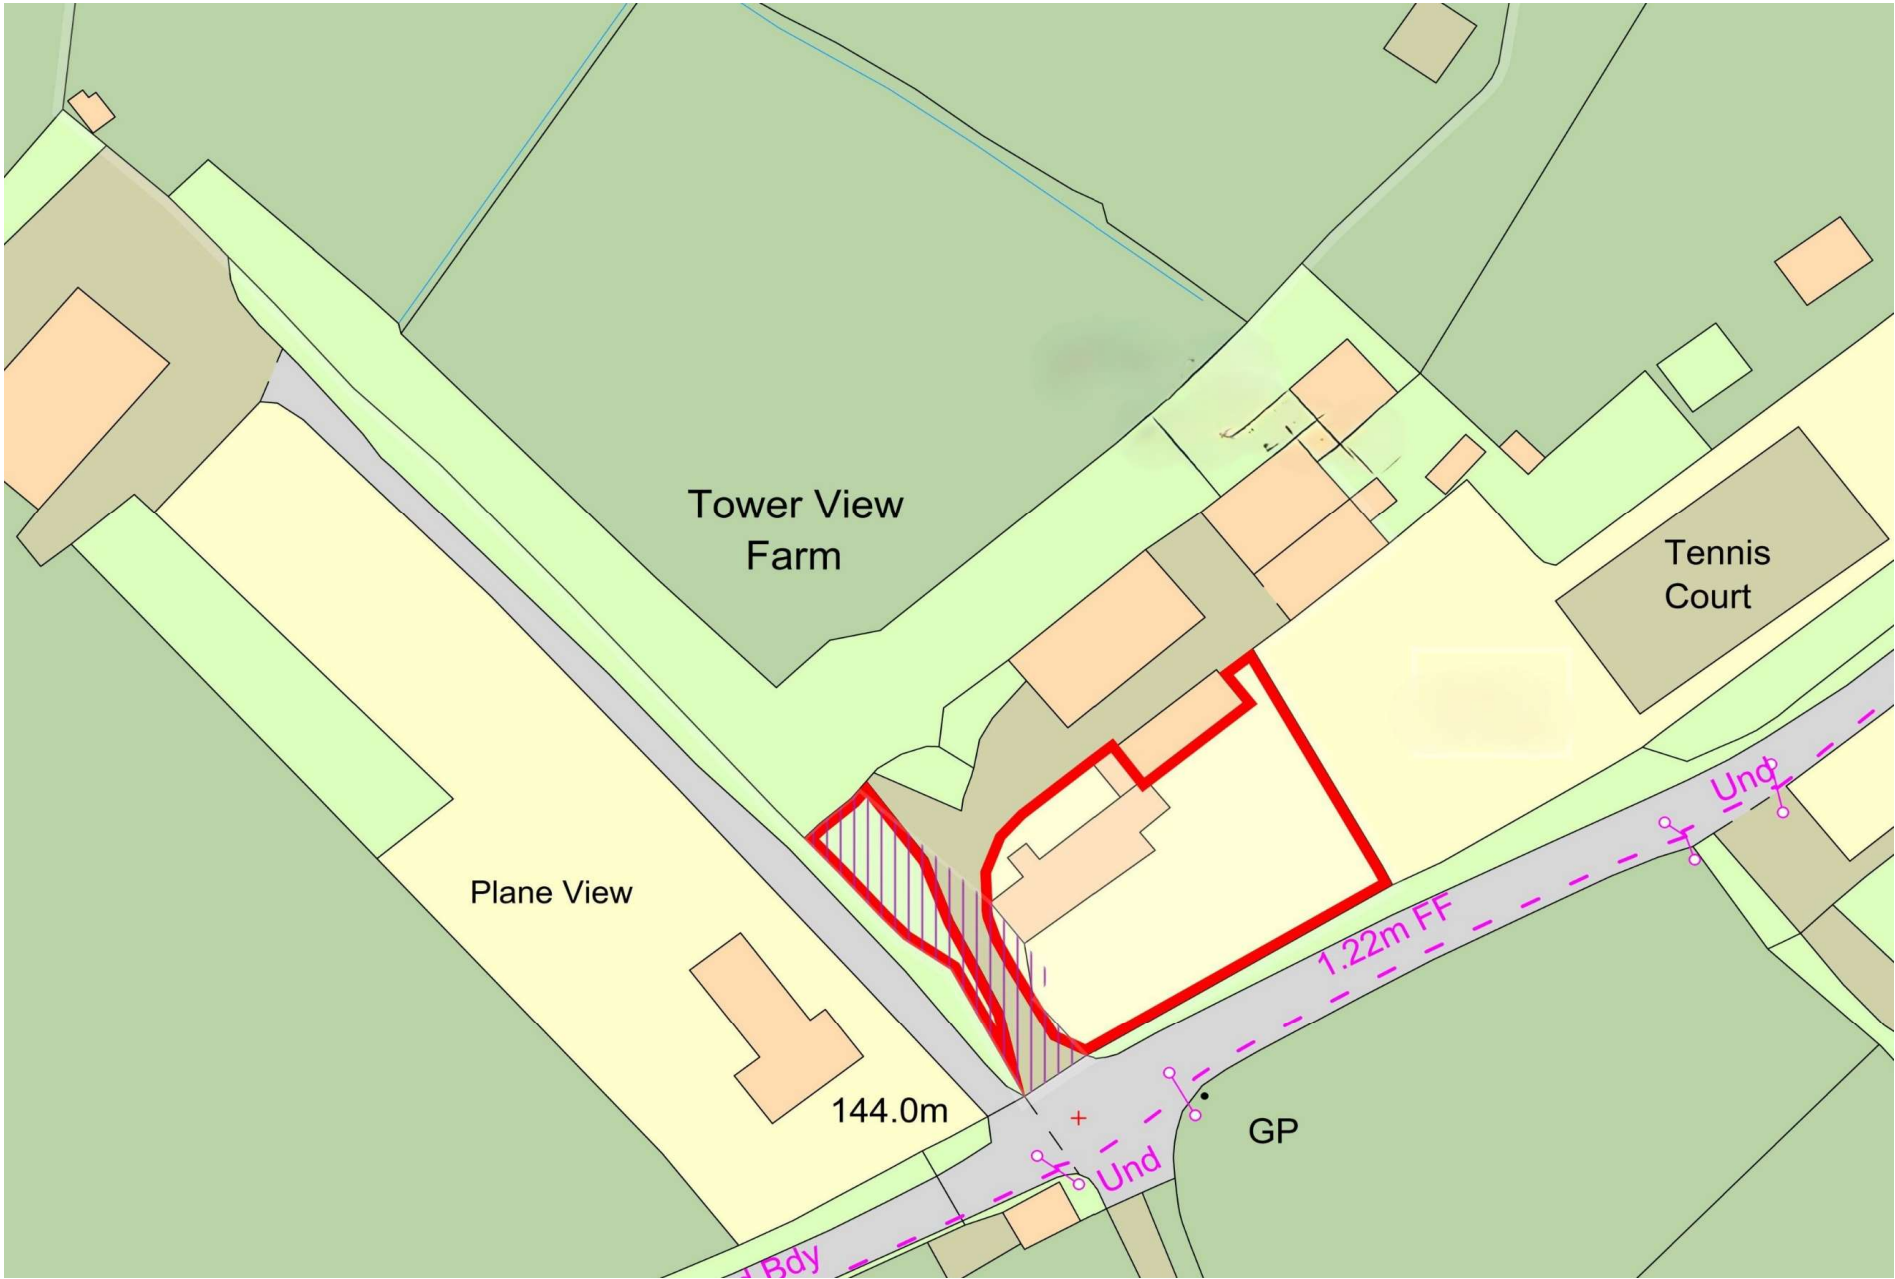 Tower View
Farm
Tennis
Court
Und
Plane View
1.22m FF
144.0m
GP
Und
Bdy